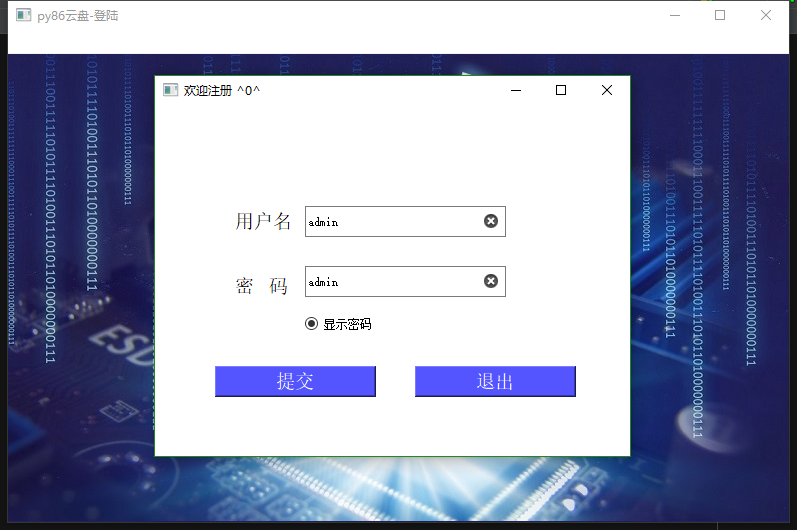 py86云盘-登陆
欢迎注册 ^0^
用户名
admin
密 码
admin
显示密码
提交
退出
ESD